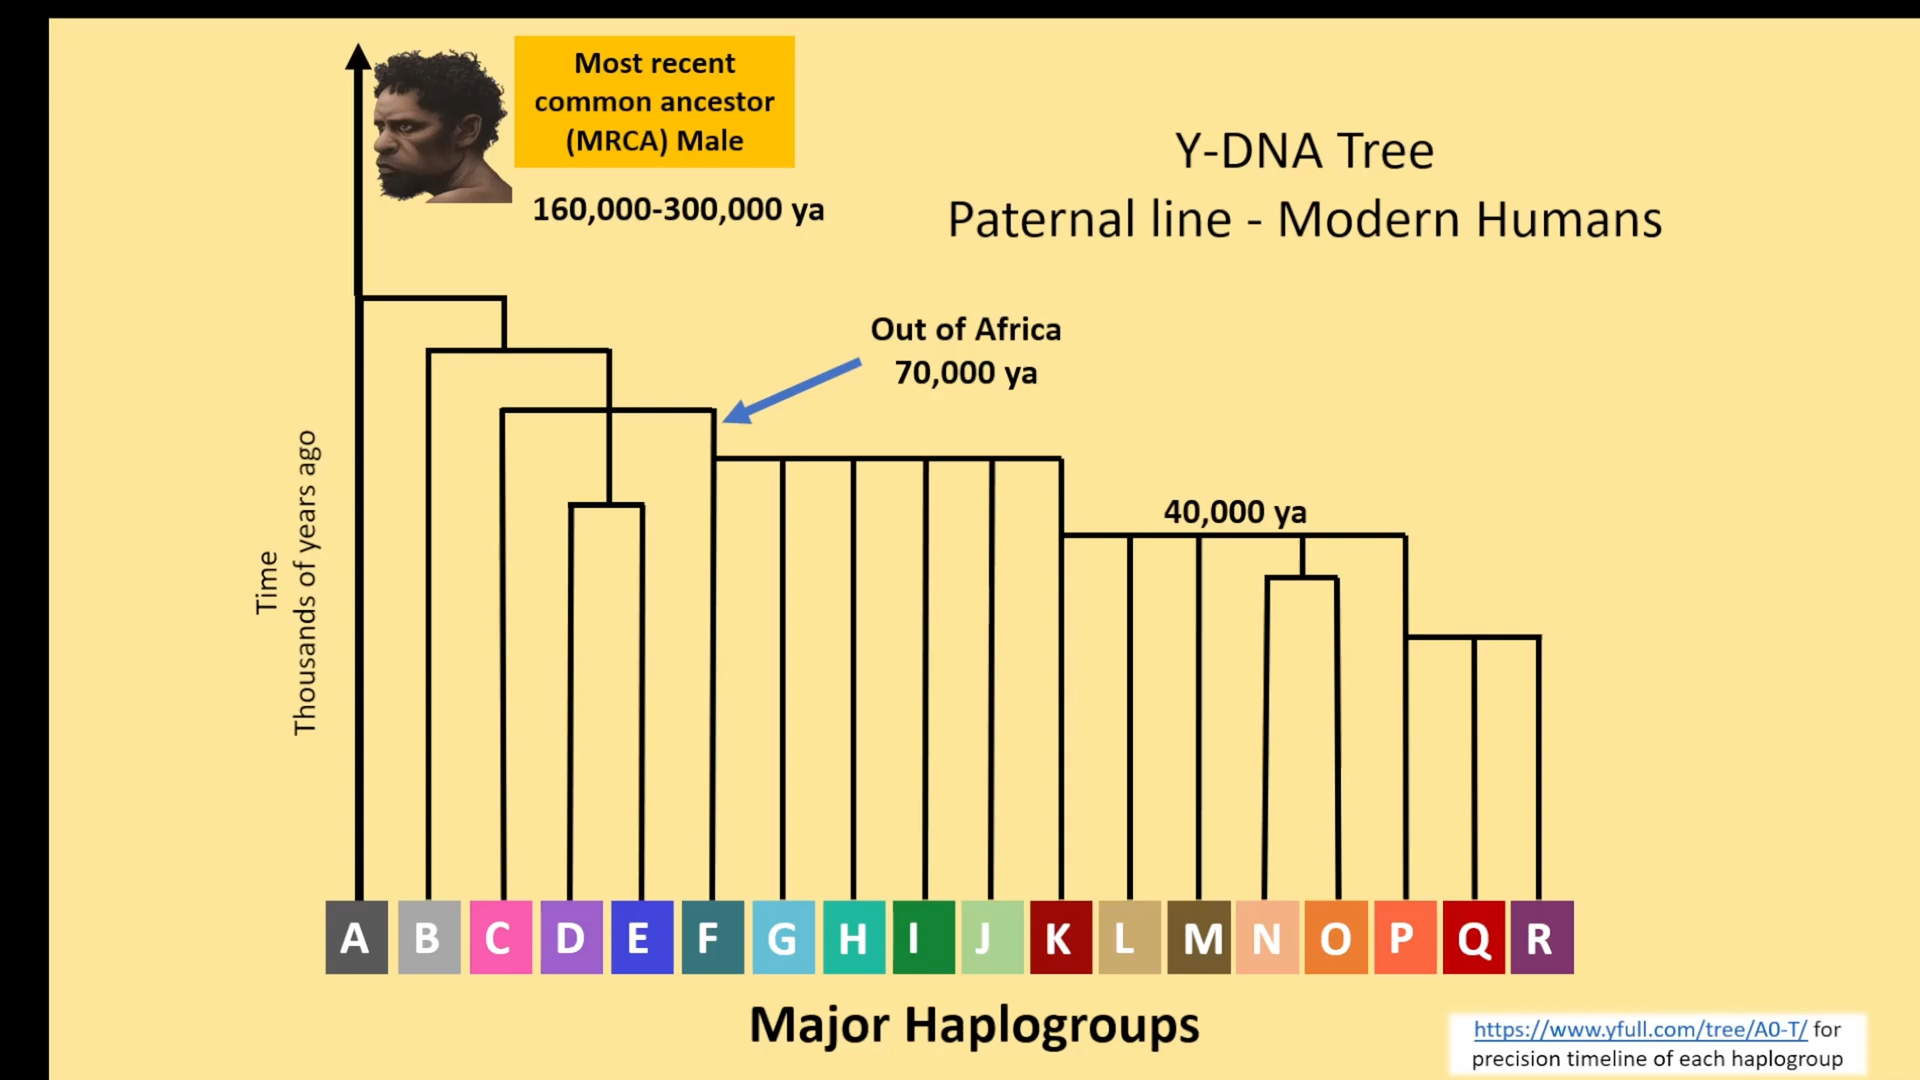 Most recent
common ancestor
(MRCA) Male
160,000-300,000 ya
Y-DNA Tree
Paternal line - Modern Humans
Out of Africa
70,000 ya
40,000 ya
Time
Thousands of years ago
A B C D E F G H I J K L M N O P Q R
Major Haplogroups
https://www.yfull.com/tree/A0-T/ for
precision timeline of each haplogroup